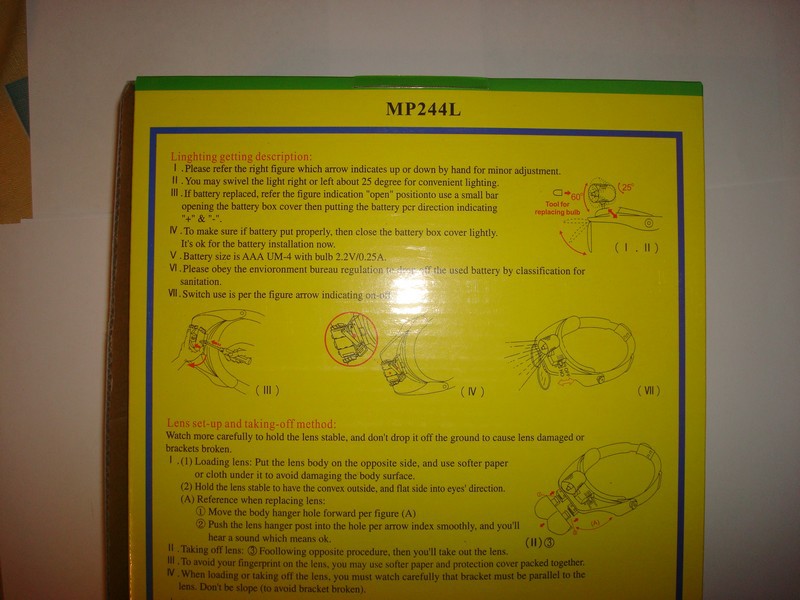 MP244L
Linghting getting description:
Ⅰ.Please refer the right figure which arrow indicates up or down by hand for minor adjustment.
Ⅱ.You may swivel the light right or left about 25 degree for convenient lighting.
Ⅲ.If battery replaced, refer the figure indication "open" positionto use a small bar
opening the battery box cover then putting the battery pcr direction indicating
"+" & "-".
Ⅳ.To make sure if battery put properly, then close the battery box cover lightly.
It's ok for the battery installation now.
Ⅴ.Battery size is AAA UM-4 with bulb 2.2V/0.25A.
Ⅵ.Please obey the envioronment bureau regulation to off the used battery by classification for
sanitation.
Ⅶ.Switch use is per the figure arrow indicating on-off
25°
60°
Tool for
replacing bulb
(Ⅰ.Ⅱ)
(Ⅲ)
(Ⅳ)
(Ⅶ)
Lens set-up and taking-off method:
Watch more carefully to hold the lens stable, and don't drop it off the ground to cause lens damaged or
brackets broken.
Ⅰ.(1) Loading lens: Put the lens body on the opposite side, and use softer paper
or cloth under it to avoid damaging the body surface.
(2) Hold the lens stable to have the convex outside, and flat side into eyes' direction.
(A) Reference when replacing lens:
① Move the body hanger hole forward per figure (A)
② Push the lens hanger post into the hole per arrow index smoothly, and you'll
hear a sound which means ok.
(A)
(Ⅱ)③
Ⅱ.Taking off lens: ③ Foollowing opposite procedure, then you'll take out the lens.
Ⅲ.To avoid your fingerprint on the lens, you may use softer paper and protection cover packed together.
Ⅳ.When loading or taking off the lens, you must watch carefully that bracket must be parallel to the
lens. Don't be slope (to avoid bracket broken).